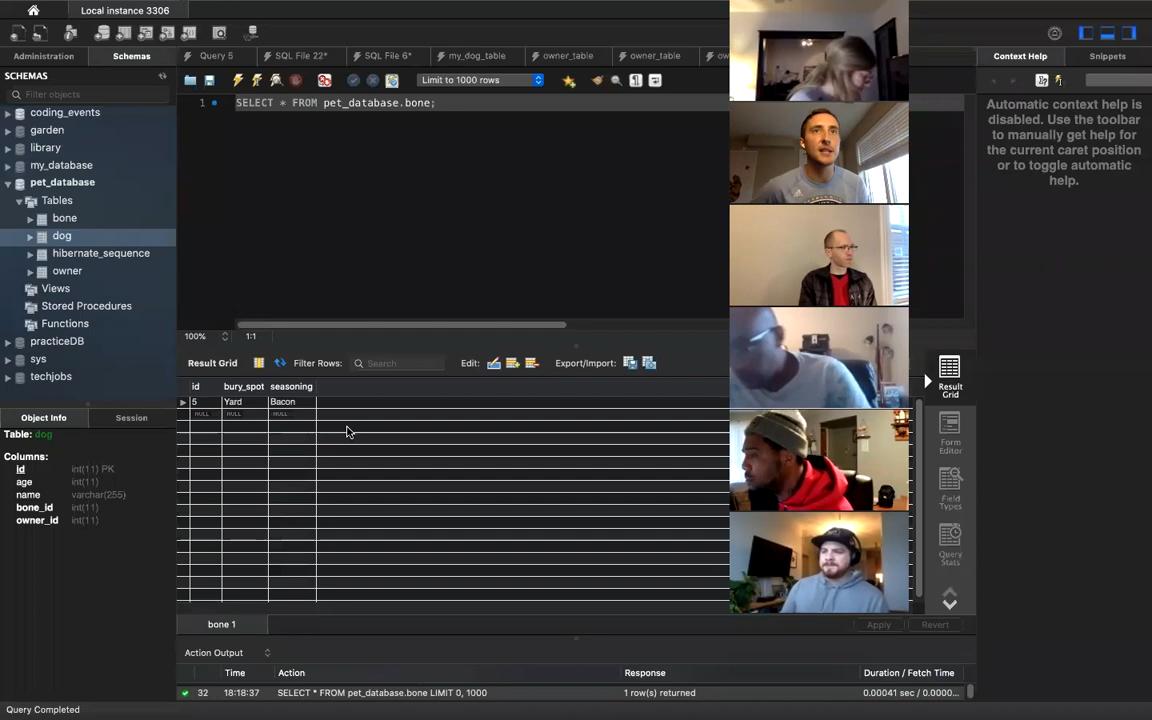 Local instance 3306
Administration Schemas
Query 5 SQL File 22* SQL File 6* my_dog_table owner_table owner_table
Context Help Snippets
SCHEMAS
Filter objects
Limit to 1000 rows
coding_events
garden
library
my_database
pet_database
Tables
bone
dog
hibernate_sequence
owner
Views
Stored Procedures
Functions
practiceDB
sys
techjobs
1 SELECT * FROM pet_database.bone;
Automatic context help is
disabled. Use the toolbar
to manually get help for
the current caret position
or to toggle automatic
help.
100% 1:1
Result Grid Filter Rows: Search Edit: Export/Import:
id bury_spot seasoning
5 Yard Bacon
NULL NULL NULL
Result
Grid
Form
Editor
Field
Types
Query
Stats
Object Info Session
Table: dog
Columns:
id int(11) PK
age int(11)
name varchar(255)
bone_id int(11)
owner_id int(11)
bone 1 Apply Revert
Action Output
Time Action Response Duration / Fetch Time
32 18:18:37 SELECT * FROM pet_database.bone LIMIT 0, 1000 1 row(s) returned 0.00041 sec / 0.0000...
Query Completed